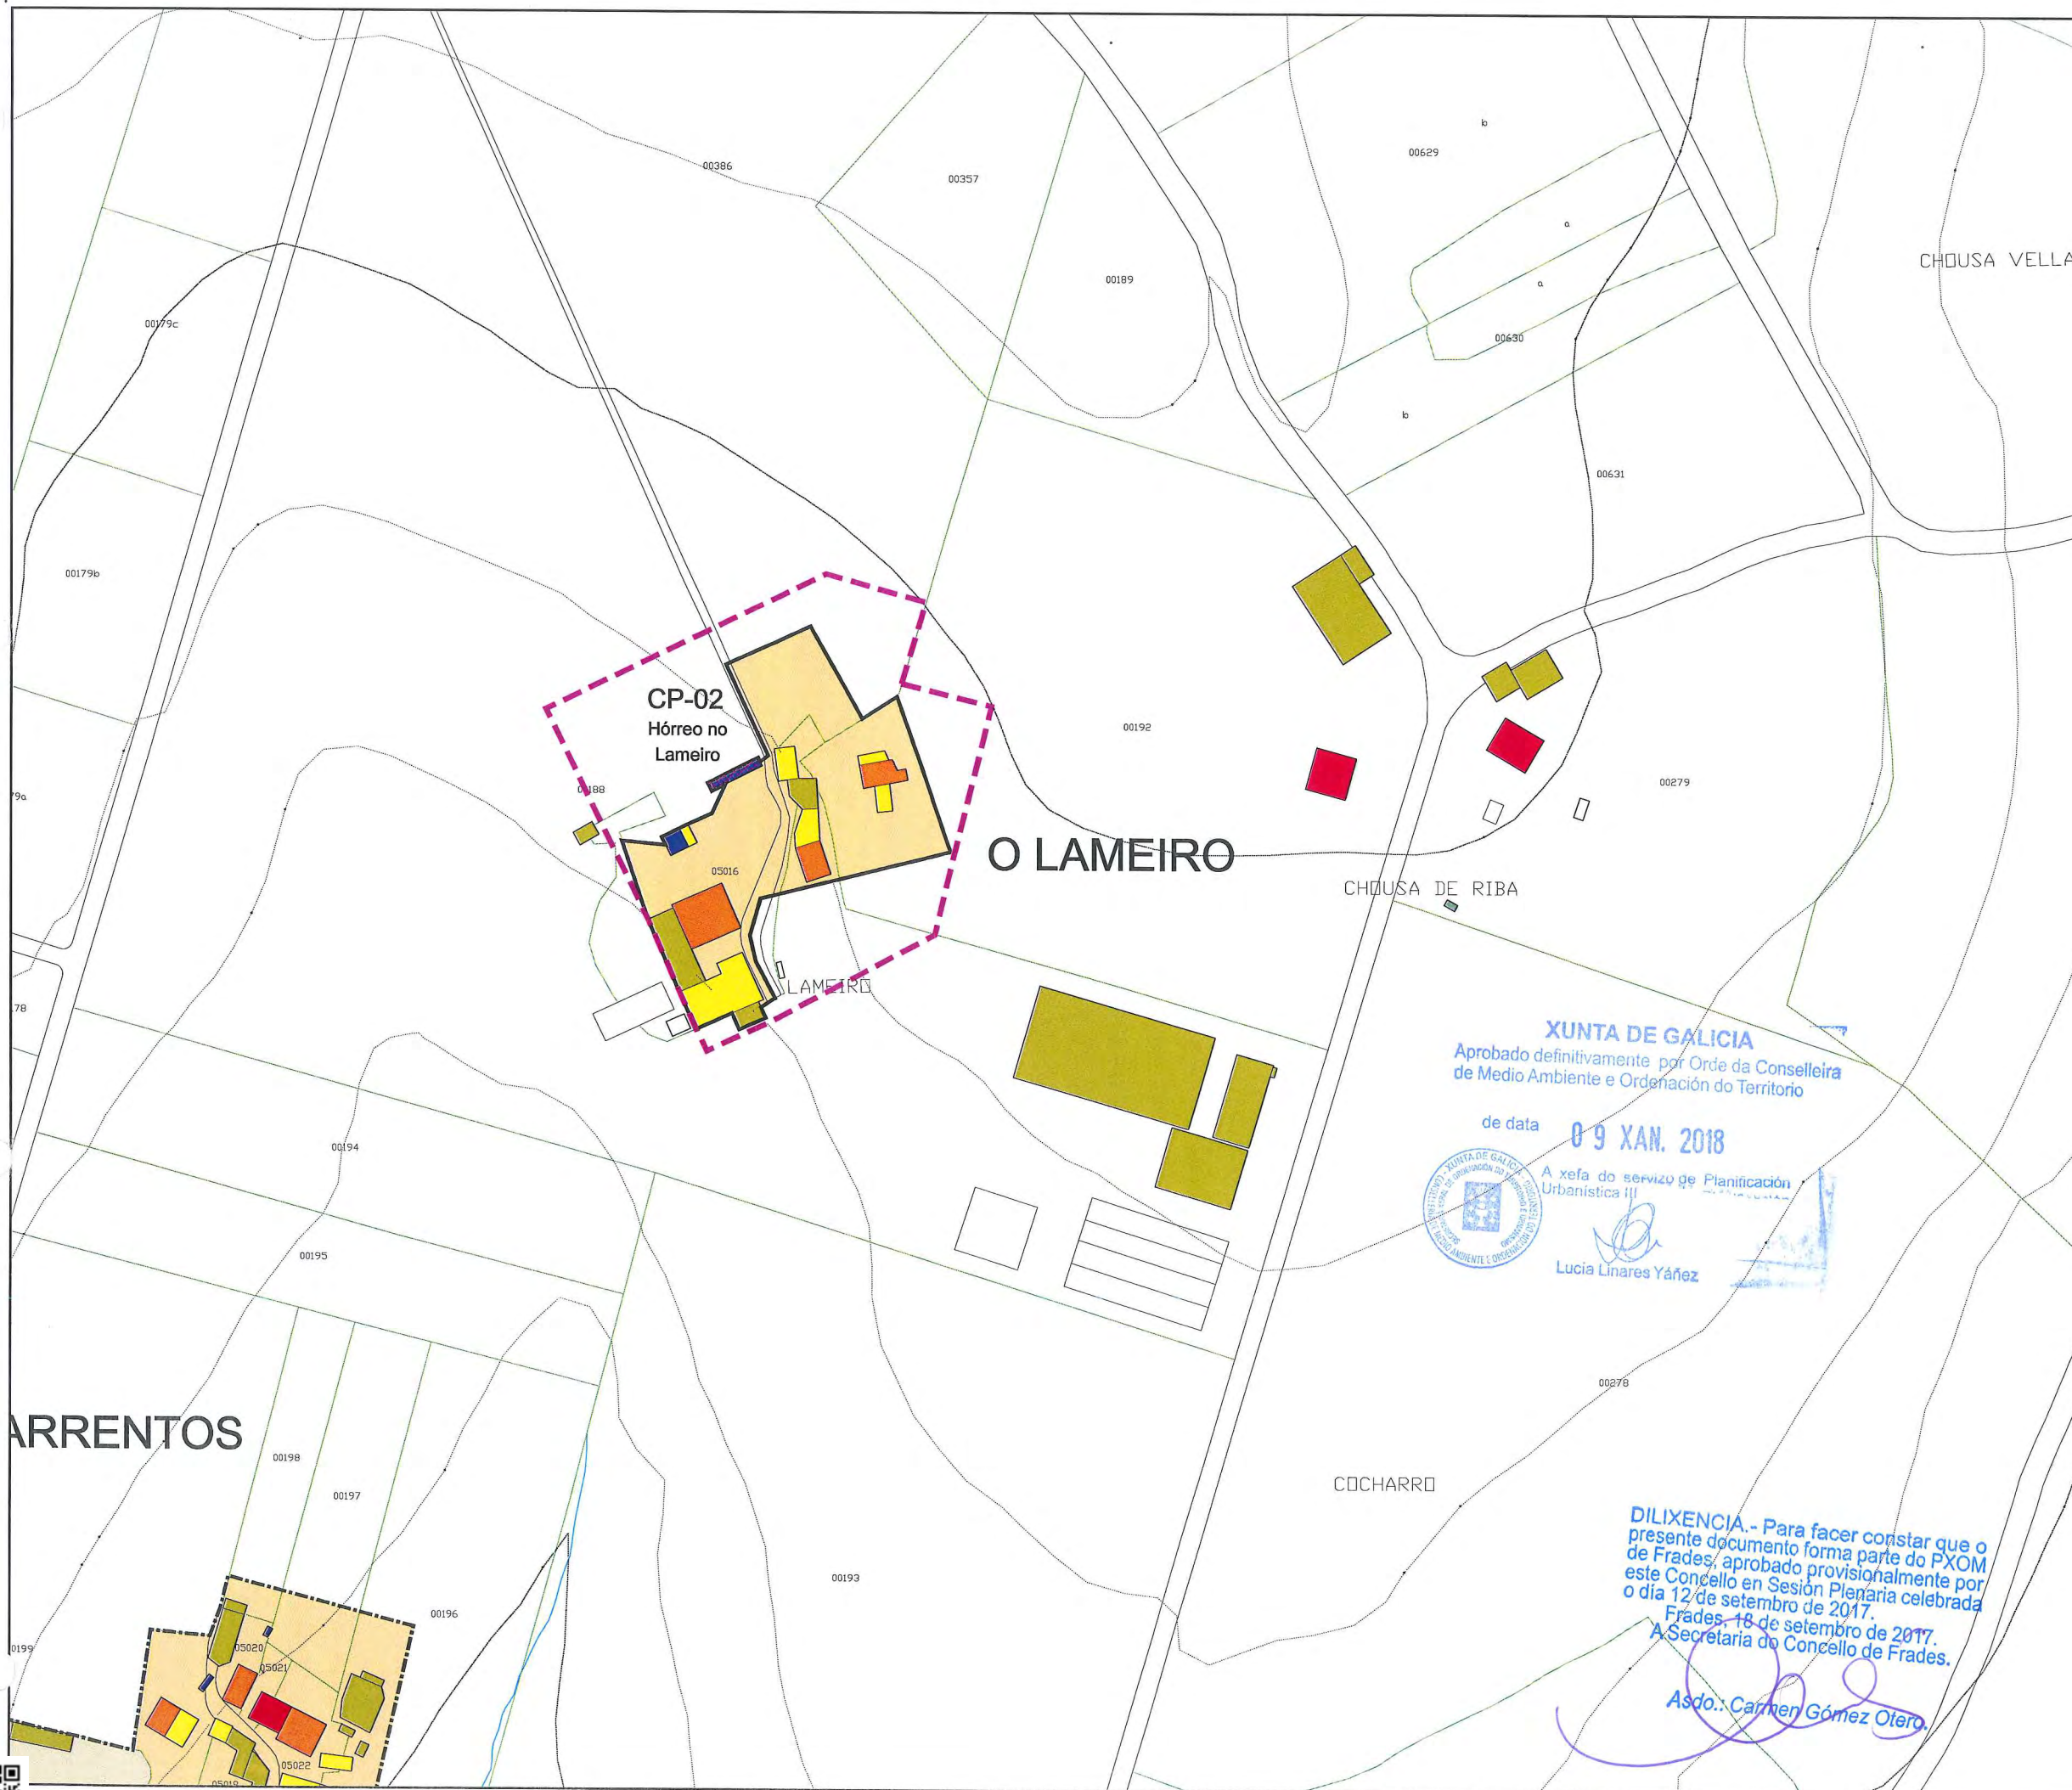 00386
00357
00629
b
a
00189
CHOUSA VELLA
a
00179c
00630
b
00631
00179b
CP-02
Hórreo no
Lameiro
00192
00279
00188
79a
O LAMEIRO
05016
CHOUSA DE RIBA
LAMEIRO
78
XUNTA DE GALICIA
Aprobado definitivamente por Orde da Conselleira
de Medio Ambiente e Ordenación do Territorio
de data 09 XAN. 2018
A xefa do servizo de Planificación
Urbanística III
Lucía Linares Yáñez
00194
00195
00278
ARRENTOS
00198
00197
COCHARRO
00193
00196
0199
05020
05021
05022
05019
DILIXENCIA.- Para facer constar que o
presente documento forma parte do PXOM
de Frades, aprobado provisionalmente por
este Concello en Sesión Plenaria celebrada
o día 12 de setembro de 2017.
Frades, 18 de setembro de 2017.
A Secretaria do Concello de Frades.
Asdo.: Carmen Gómez Otero.